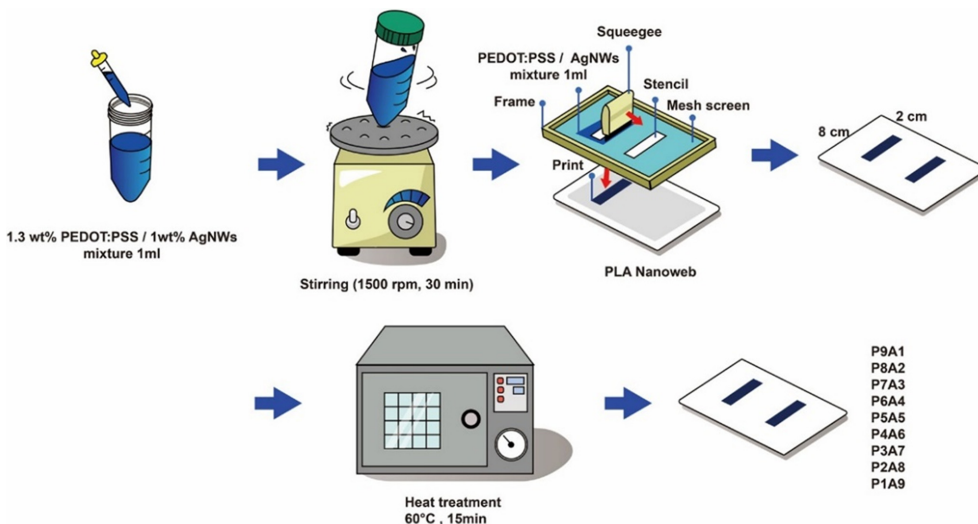 1.3 wt% PEDOT:PSS / 1wt% AgNWs
mixture 1ml
Stirring (1500 rpm, 30 min)
Squeegee
PEDOT:PSS / AgNWs
mixture 1ml
Stencil
Frame
Mesh screen
Print
PLA Nanoweb
2 cm
8 cm
Heat treatment
60°C , 15min
P9A1
P8A2
P7A3
P6A4
P5A5
P4A6
P3A7
P2A8
P1A9